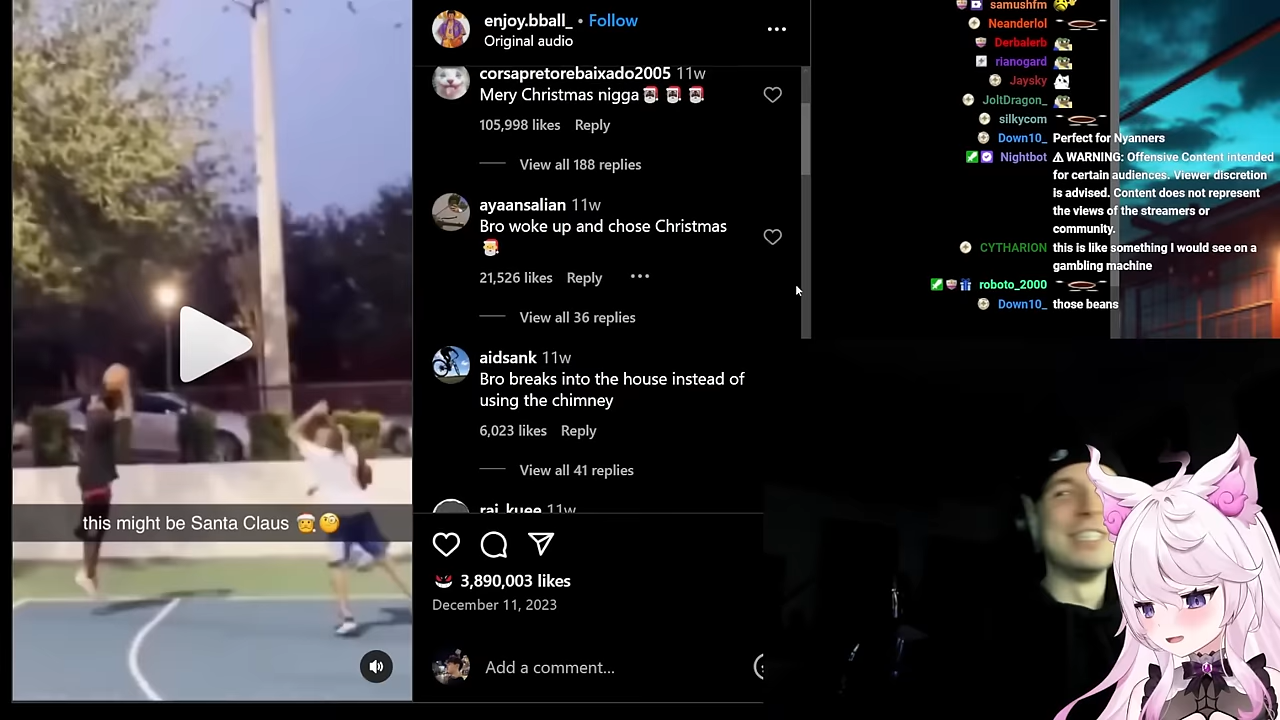 this might be Santa Claus 🎅🧐
enjoy.bball_ • Follow
Original audio
corsapretorebaixado2005 11w
Mery Christmas nigga🎅🏿 🎅🏿 🎅🏿
105,998 likes Reply
View all 188 replies
ayaansalian 11w
Bro woke up and chose Christmas
🎅
21,526 likes Reply
View all 36 replies
aidsank 11w
Bro breaks into the house instead of
using the chimney
6,023 likes Reply
View all 41 replies
rai_kuee 11w
3,890,003 likes
December 11, 2023
Add a comment...
samushfm
Neanderlol
Derbalerb
rianogard
Jaysky
JoltDragon_
silkycom
Down10_ Perfect for Nyanners
Nightbot ⚠ WARNING: Offensive Content intended
for certain audiences. Viewer discretion
is advised. Content does not represent
the views of the streamers or
community.
CYTHARION this is like something I would see on a
gambling machine
roboto_2000
Down10_ those beans